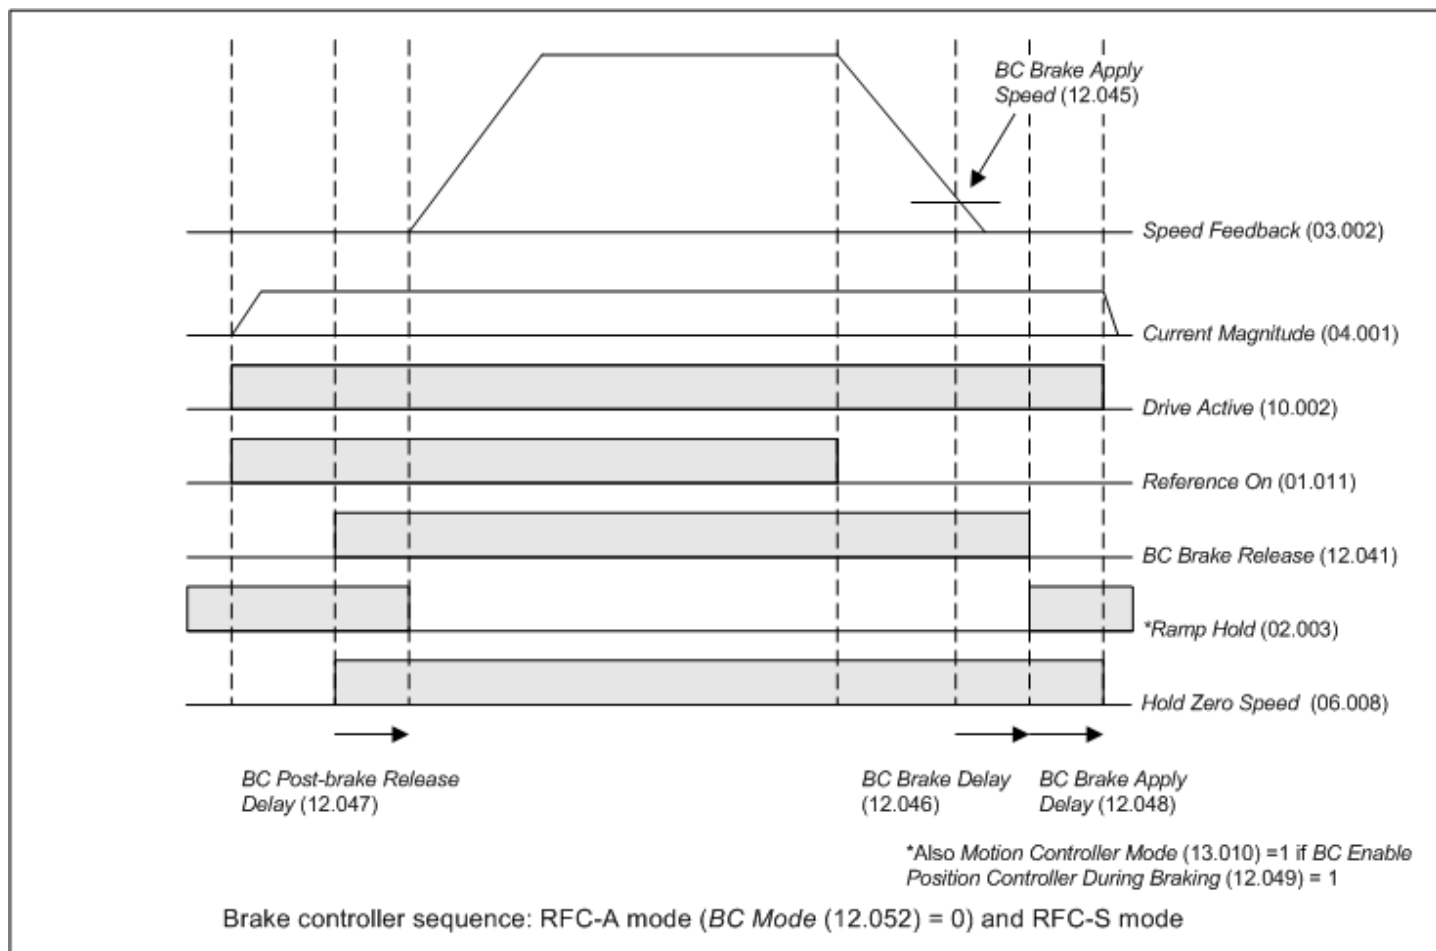 BC Brake Apply
Speed (12.045)
Speed Feedback (03.002)
Current Magnitude (04.001)
Drive Active (10.002)
Reference On (01.011)
BC Brake Release (12.041)
*Ramp Hold (02.003)
Hold Zero Speed (06.008)
BC Post-brake Release
Delay (12.047)
BC Brake Delay
(12.046)
BC Brake Apply
Delay (12.048)
*Also Motion Controller Mode (13.010) =1 if BC Enable
Position Controller During Braking (12.049) = 1
Brake controller sequence: RFC-A mode (BC Mode (12.052) = 0) and RFC-S mode